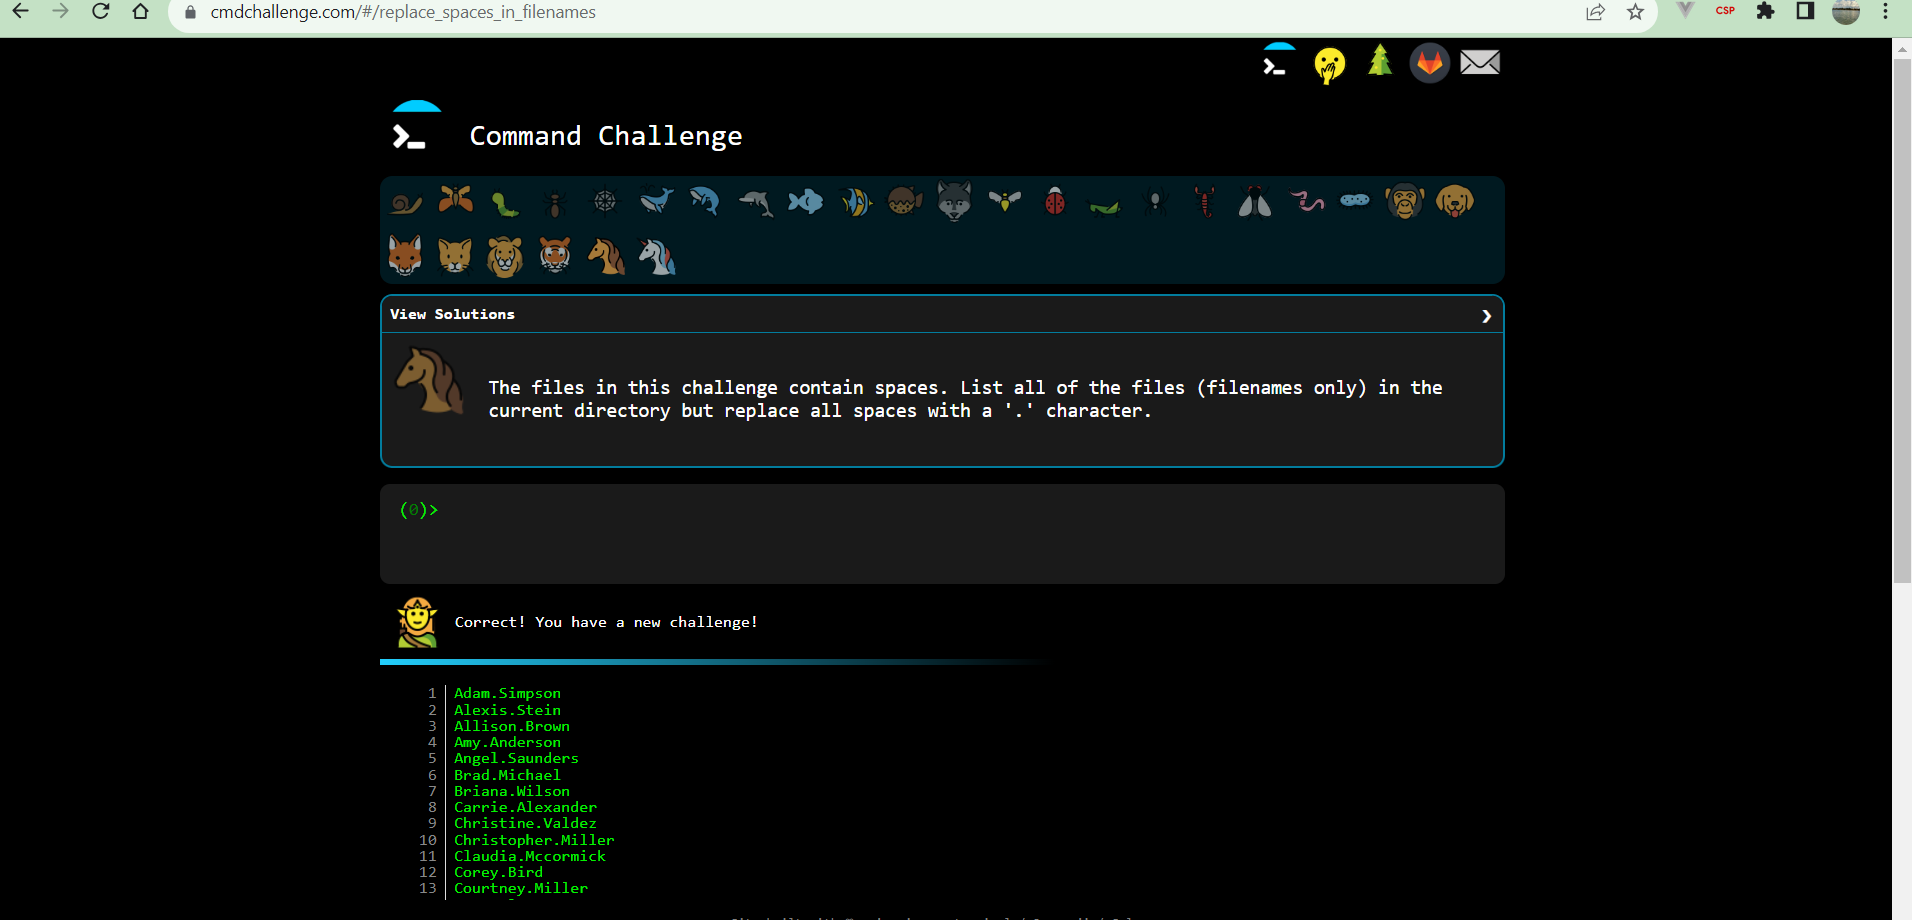 cmdchallenge.com/#/replace_spaces_in_filenames
CSP
Command Challenge
View Solutions
The files in this challenge contain spaces. List all of the files (filenames only) in the
current directory but replace all spaces with a '.' character.
(0)>
Correct! You have a new challenge!
1 Adam.Simpson
2 Alexis.Stein
3 Allison.Brown
4 Amy.Anderson
5 Angel.Saunders
6 Brad.Michael
7 Briana.Wilson
8 Carrie.Alexander
9 Christine.Valdez
10 Christopher.Miller
11 Claudia.Mccormick
12 Corey.Bird
13 Courtney.Miller